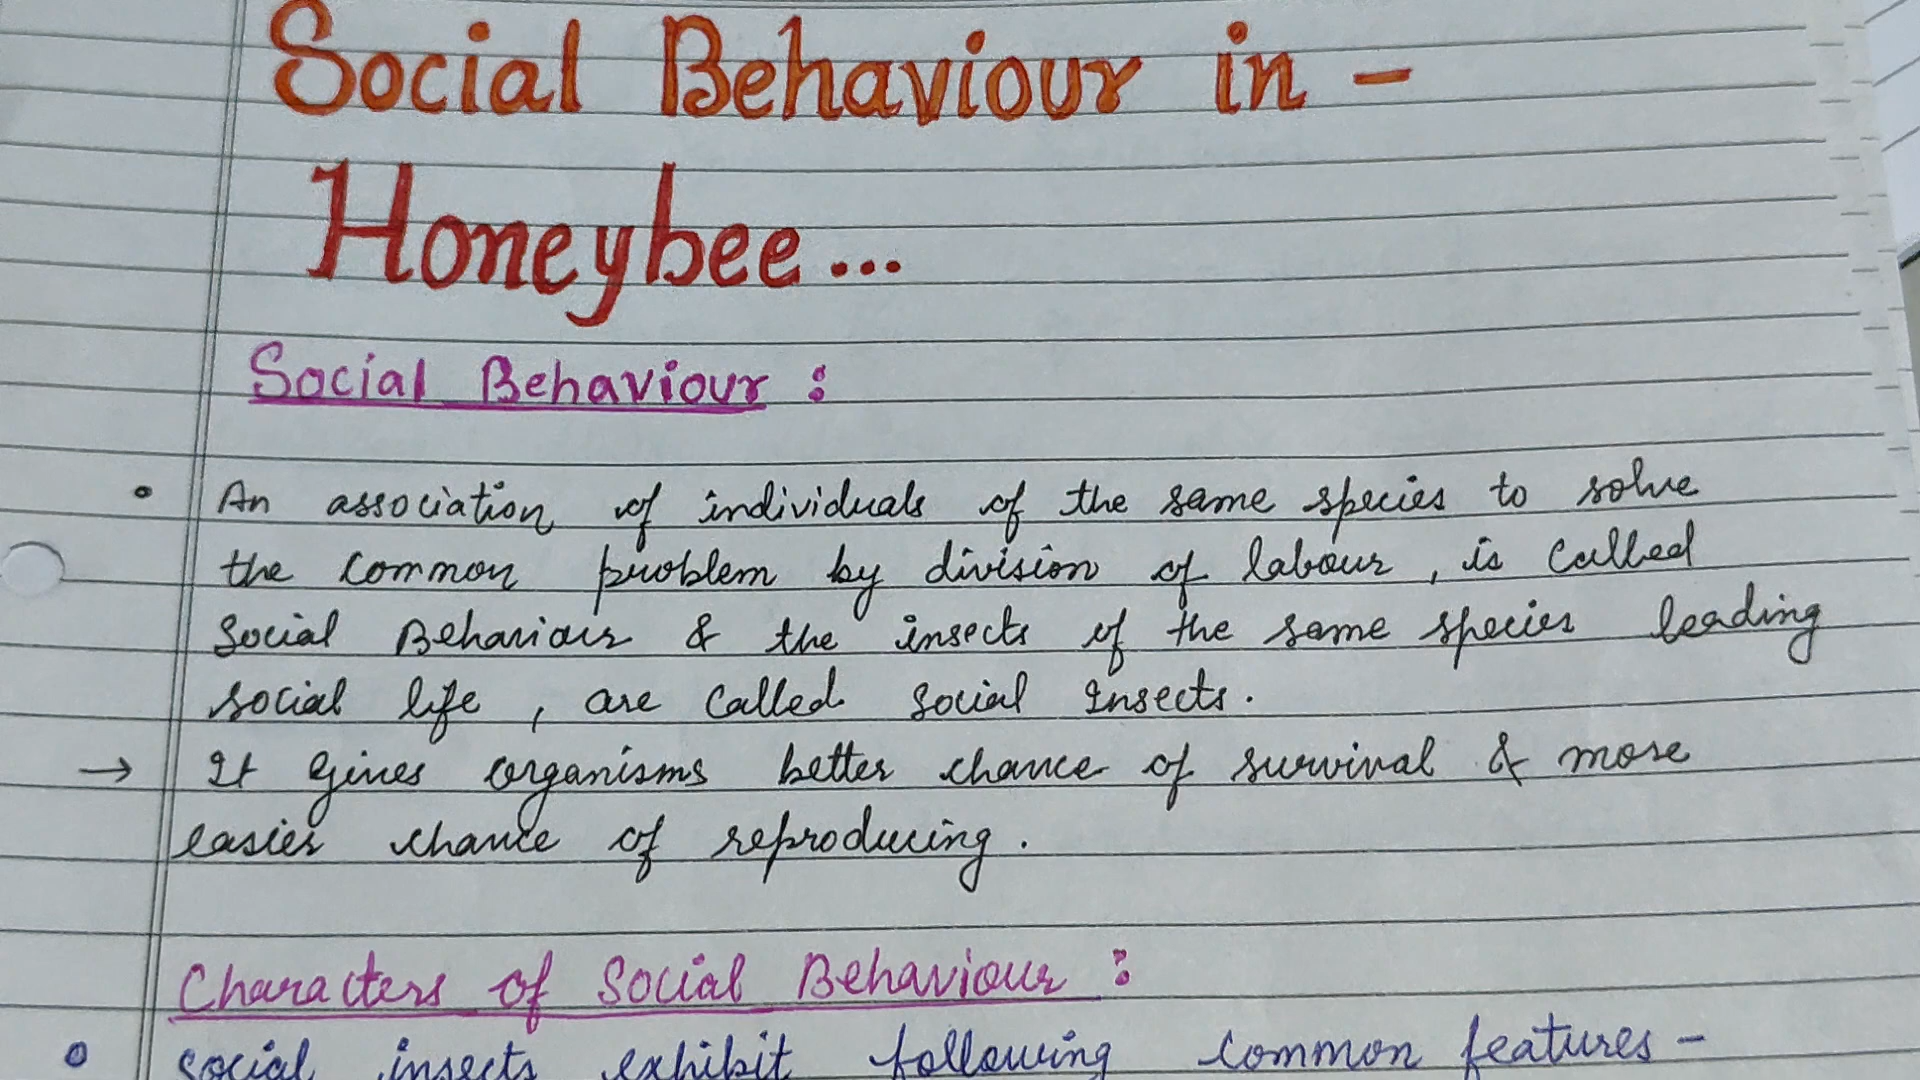 Social Behaviour in -
Honeybee...
Social Behaviour :
• An association of individuals of the same species to solve
the common problem by division of labour, is called
Social Behaviour & the insects of the same species leading
social life, are called Social Insects.
→ It gives organisms better chance of survival & more
easier chance of reproducing.
Characters of Social Behaviour :
• social insects exhibit following common features -